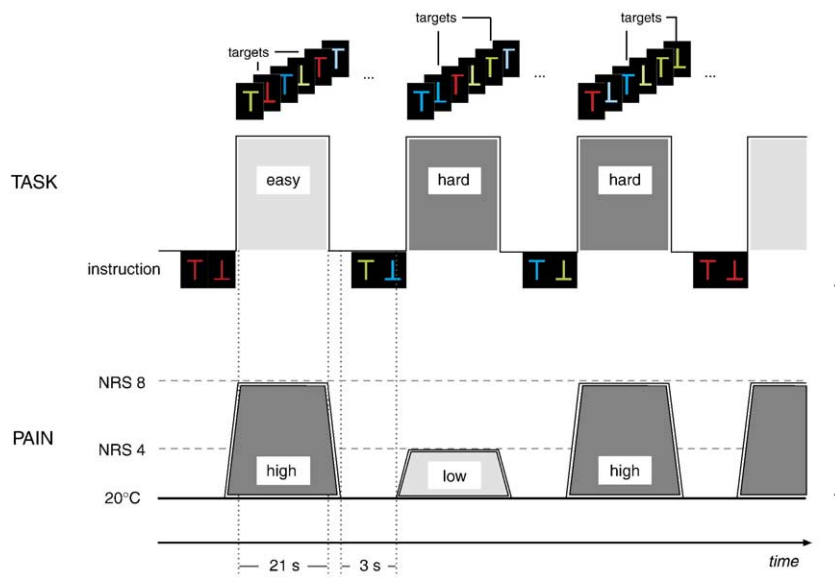 targets
targets
targets
...
...
...
TASK
easy
hard
hard
instruction
NRS 8
PAIN
NRS 4
high
low
high
20°C
21 s
3 s
time